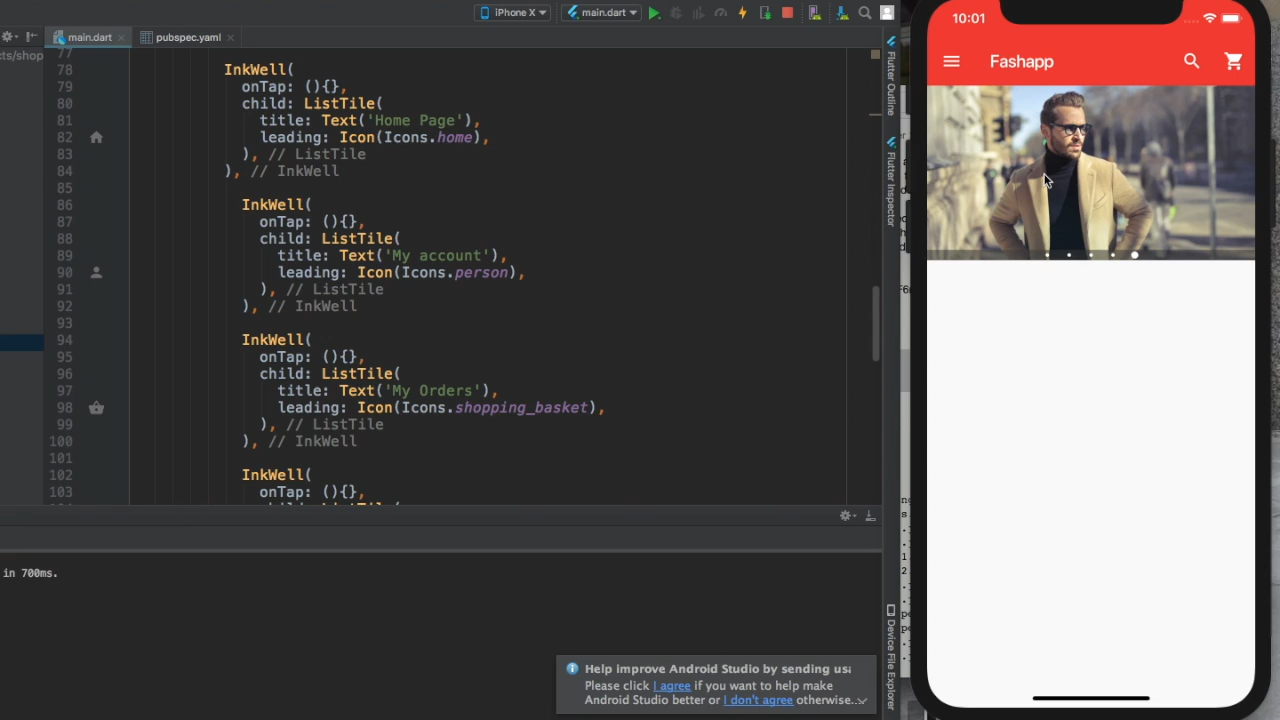 iPhone X
main.dart
main.dart
pubspec.yaml
cts/shop
77
78 InkWell(
79 onTap: (){},
80 child: ListTile(
81 title: Text('Home Page'),
82 leading: Icon(Icons.home),
83 ), // ListTile
84 ), // InkWell
85
86 InkWell(
87 onTap: (){},
88 child: ListTile(
89 title: Text('My account'),
90 leading: Icon(Icons.person),
91 ), // ListTile
92 ), // InkWell
93
94 InkWell(
95 onTap: (){},
96 child: ListTile(
97 title: Text('My Orders'),
98 leading: Icon(Icons.shopping_basket),
99 ), // ListTile
100 ), // InkWell
101
102 InkWell(
103 onTap: (){},
in 700ms.
Help improve Android Studio by sending usa
Please click I agree if you want to help make
Android Studio better or I don't agree otherwise...
Flutter Outline
Flutter Inspector
Device File Explorer
10:01
Fashapp